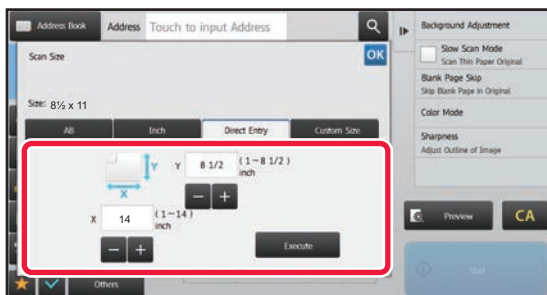 Address Book
Address
Touch to input Address
Background Adjustment
Scan Size
OK
Slow Scan Mode
Scan Thin Paper Original
Blank Page Skip
Skip Blank Page in Original
Size: 8½ x 11
Color Mode
AB
Inch
Direct Entry
Custom Size
Sharpness
Adjust Outline of Image
Y
X
Y
8 1/2
(1~8 1/2)
inch
X
14
(1~14)
inch
Execute
Preview
CA
Start
Others